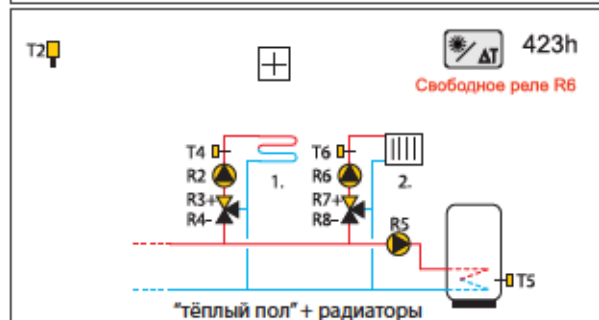 T2
423h
ΔT
Свободное реле R6
T4
T6
R2
1.
R6
2.
R3+
R7+
R4-
R8-
R5
T5
"тёплый пол" + радиаторы